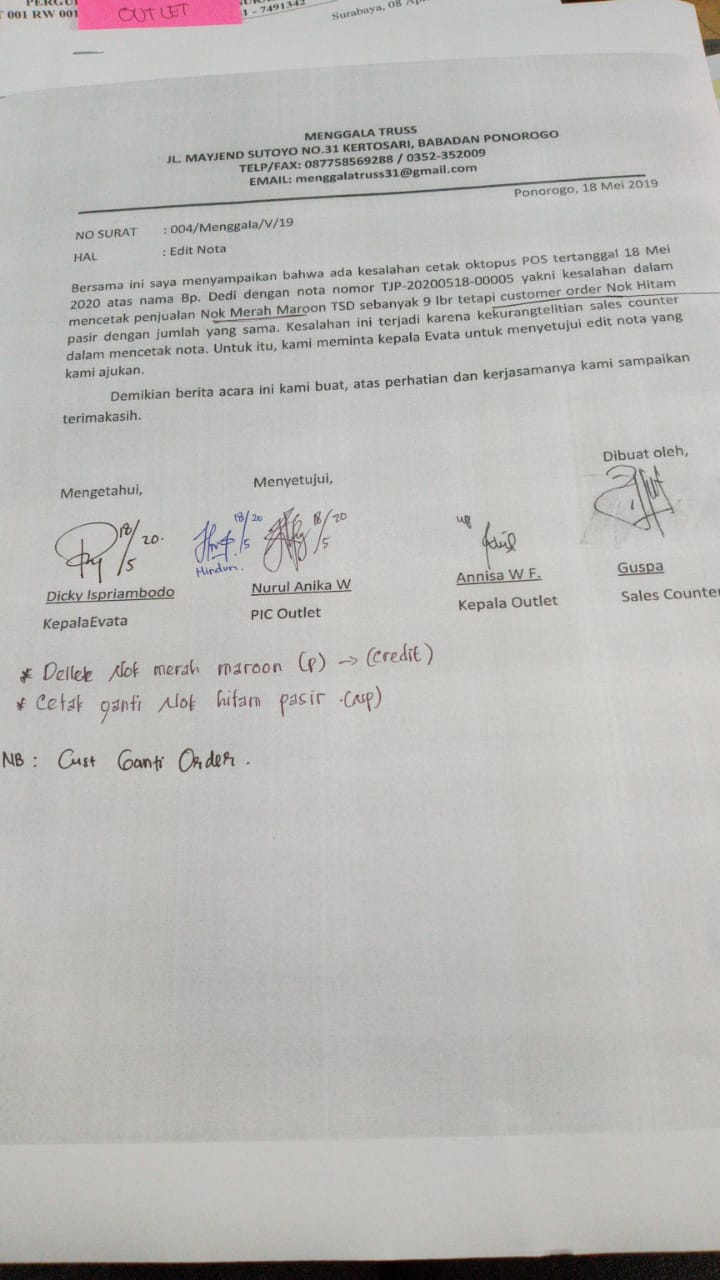 OUTLET
001 RW 001
- 7491342
Surabaya, 08
MENGGALA TRUSS
JL. MAYJEND SUTOYO NO.31 KERTOSARI, BABADAN PONOROGO
TELP/FAX: 087758569288 / 0352-352009
EMAIL: menggalatruss31@gmail.com
Ponorogo, 18 Mei 2019
NO SURAT : 004/Menggala/V/19
HAL : Edit Nota
Bersama ini saya menyampaikan bahwa ada kesalahan cetak oktopus POS tertanggal 18 Mei
2020 atas nama Bp. Dedi dengan nota nomor TJP-20200518-00005 yakni kesalahan dalam
mencetak penjualan Nok Merah Maroon TSD sebanyak 9 lbr tetapi customer order Nok Hitam
pasir dengan jumlah yang sama. Kesalahan ini terjadi karena kekurangtelitian sales counter
dalam mencetak nota. Untuk itu, kami meminta kepala Evata untuk menyetujui edit nota yang
kami ajukan.
Demikian berita acara ini kami buat, atas perhatian dan kerjasamanya kami sampaikan
terimakasih.
Dibuat oleh,
Mengetahui, Menyetujui,
18/5 20. 18/5 20 18/5 20 up
Hindun.
Dicky Ispriambodo Nurul Anika W Annisa W F. Guspa
KepalaEvata PIC Outlet Kepala Outlet Sales Counter
* Dellete Nok merah maroon (p) → (credit)
* Cetak ganti Nok hitam pasir
NB : Cust Ganti Order.